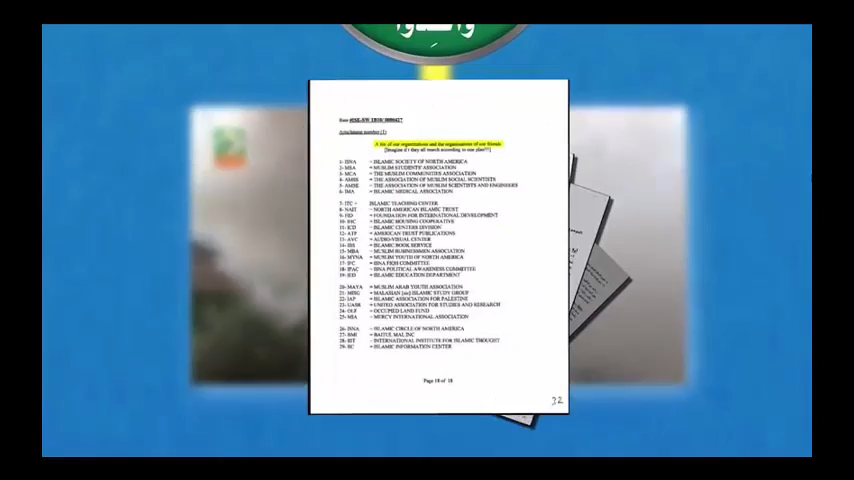 وأعدوا
Attachment number (1)
A list of our organizations and the organizations of our friends
[Imagine if t they all march according to one plan!!!]
1- ISNA = ISLAMIC SOCIETY OF NORTH AMERICA
2- MSA = MUSLIM STUDENTS' ASSOCIATION
3- MCA = THE MUSLIM COMMUNITIES ASSOCIATION
4- AMSS = THE ASSOCIATION OF MUSLIM SOCIAL SCIENTISTS
5- AMSE = THE ASSOCIATION OF MUSLIM SCIENTISTS AND ENGINEERS
6- IMA = ISLAMIC MEDICAL ASSOCIATION
7- ITC = ISLAMIC TEACHING CENTER
8- NAIT = NORTH AMERICAN ISLAMIC TRUST
9- FID = FOUNDATION FOR INTERNATIONAL DEVELOPMENT
10- IHC = ISLAMIC HOUSING COOPERATIVE
11- ICD = ISLAMIC CENTERS DIVISION
12- ATP = AMERICAN TRUST PUBLICATIONS
13- AVC = AUDIO-VISUAL CENTER
14- IBS = ISLAMIC BOOK SERVICE
15- MBA = MUSLIM BUSINESSMEN ASSOCIATION
16- MYNA = MUSLIM YOUTH OF NORTH AMERICA
17- IFC = ISNA FIQH COMMITTEE
18- IPAC = ISNA POLITICAL AWARENESS COMMITTEE
19- IED = ISLAMIC EDUCATION DEPARTMENT
20- MAYA = MUSLIM ARAB YOUTH ASSOCIATION
21- MISG = MALASIAN [sic] ISLAMIC STUDY GROUP
22- IAP = ISLAMIC ASSOCIATION FOR PALESTINE
23- UASR = UNITED ASSOCIATION FOR STUDIES AND RESEARCH
24- OLF = OCCUPIED LAND FUND
25- MIA = MERCY INTERNATIONAL ASSOCIATION
26- ISNA = ISLAMIC CIRCLE OF NORTH AMERICA
27- BMI = BAITUL MAL INC
28- IIIT = INTERNATIONAL INSTITUTE FOR ISLAMIC THOUGHT
29- IIC = ISLAMIC INFORMATION CENTER
Page 18 of 18
32